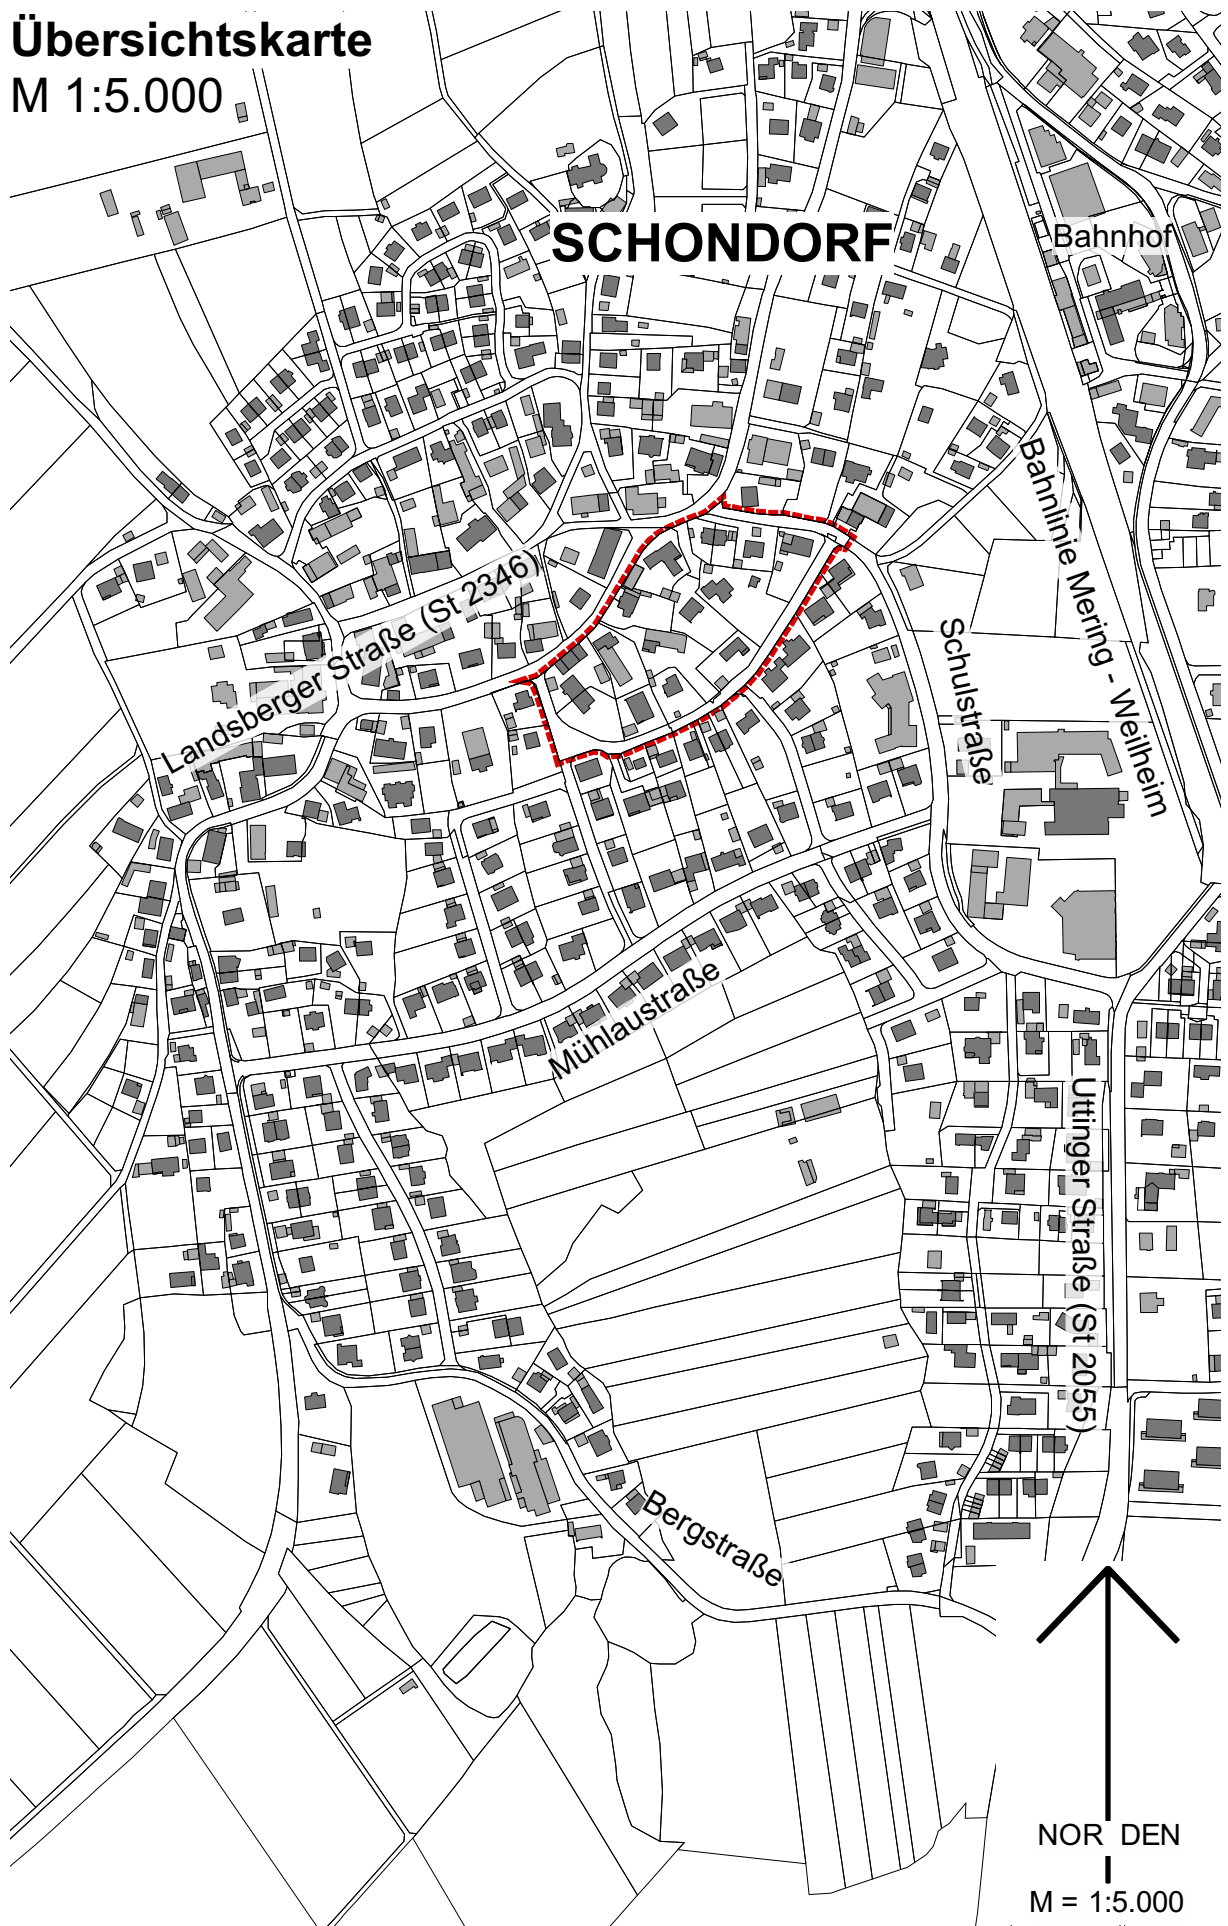 Übersichtskarte
M 1:5.000
SCHONDORF
Bahnhof
Bahnlinie Mering - Weilheim
Landsberger Straße (St 2346)
Schulstraße
Mühlaustraße
Uttinger Straße (St 2055)
Bergstraße
NOR DEN
M = 1:5.000